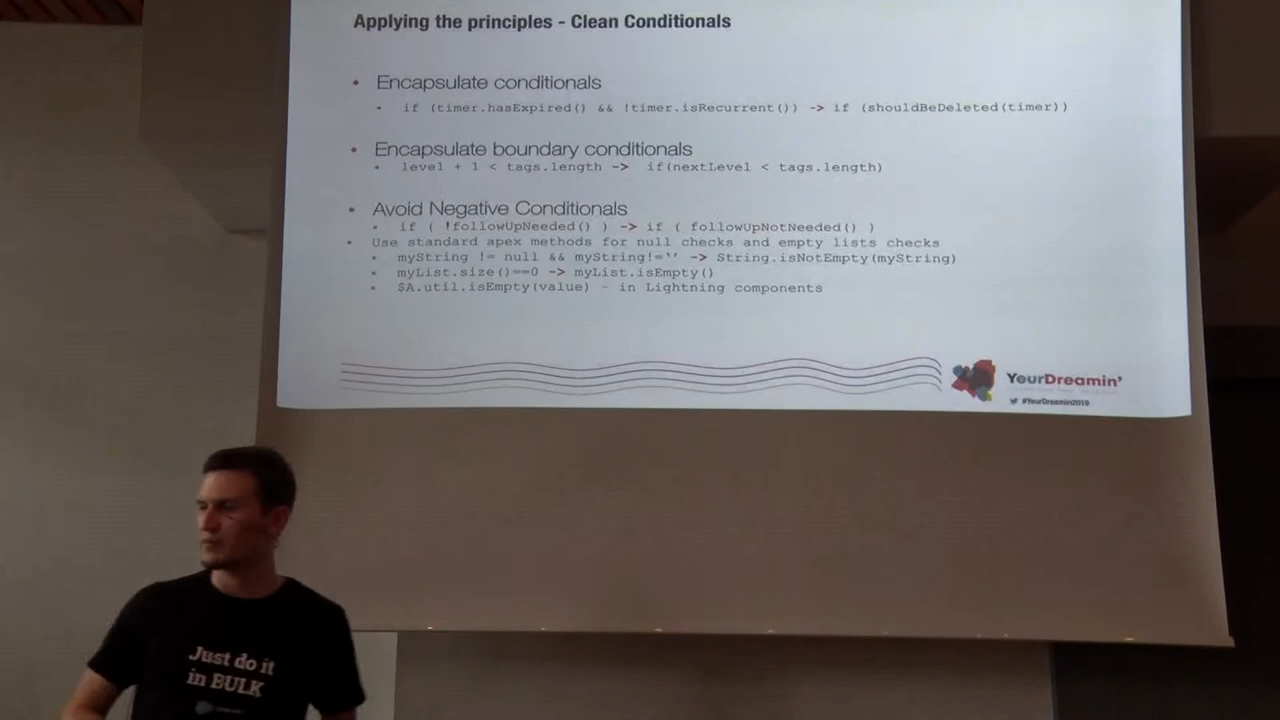 Applying the principles - Clean Conditionals
• Encapsulate conditionals
• if (timer.hasExpired() && !timer.isRecurrent()) -> if (shouldBeDeleted(timer))
• Encapsulate boundary conditionals
• level + 1 < tags.length -> if(nextLevel < tags.length)
• Avoid Negative Conditionals
• if ( !followUpNeeded() ) -> if ( followUpNotNeeded() )
• Use standard apex methods for null checks and empty lists checks
• myString != null && myString!='' -> String.isNotEmpty(myString)
• myList.size()==0 -> myList.isEmpty()
• $A.util.isEmpty(value) - in Lightning components
YeurDreamin'
#YeurDreamin2019
Just do it
in BULK